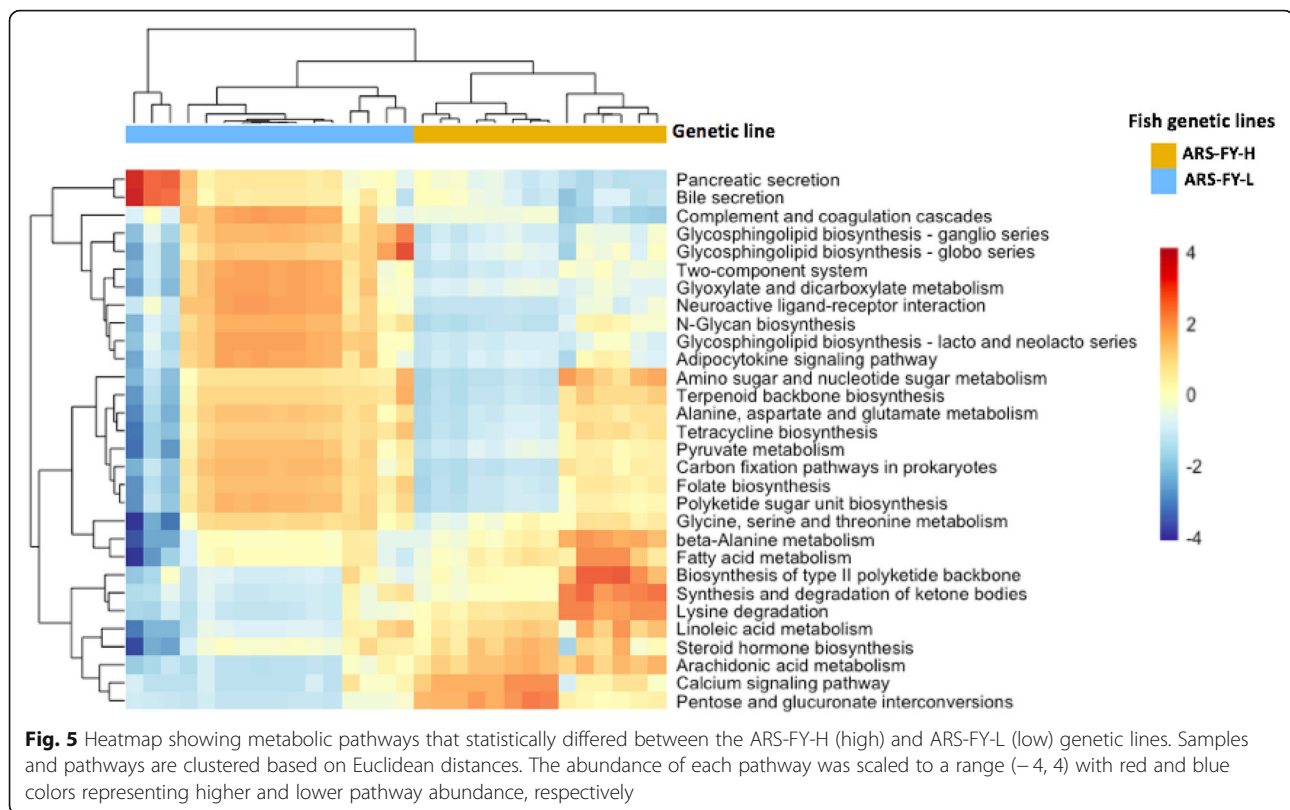 Genetic line
Fish genetic lines
ARS-FY-H
ARS-FY-L
Pancreatic secretion
Bile secretion
Complement and coagulation cascades
Glycosphingolipid biosynthesis - ganglio series
Glycosphingolipid biosynthesis - globo series
Two-component system
Glyoxylate and dicarboxylate metabolism
Neuroactive ligand-receptor interaction
N-Glycan biosynthesis
Glycosphingolipid biosynthesis - lacto and neolacto series
Adipocytokine signaling pathway
Amino sugar and nucleotide sugar metabolism
Terpenoid backbone biosynthesis
Alanine, aspartate and glutamate metabolism
Tetracycline biosynthesis
Pyruvate metabolism
Carbon fixation pathways in prokaryotes
Folate biosynthesis
Polyketide sugar unit biosynthesis
Glycine, serine and threonine metabolism
beta-Alanine metabolism
Fatty acid metabolism
Biosynthesis of type II polyketide backbone
Synthesis and degradation of ketone bodies
Lysine degradation
Linoleic acid metabolism
Steroid hormone biosynthesis
Arachidonic acid metabolism
Calcium signaling pathway
Pentose and glucuronate interconversions
4
2
0
-2
-4
Fig. 5 Heatmap showing metabolic pathways that statistically differed between the ARS-FY-H (high) and ARS-FY-L (low) genetic lines. Samples
and pathways are clustered based on Euclidean distances. The abundance of each pathway was scaled to a range (− 4, 4) with red and blue
colors representing higher and lower pathway abundance, respectively